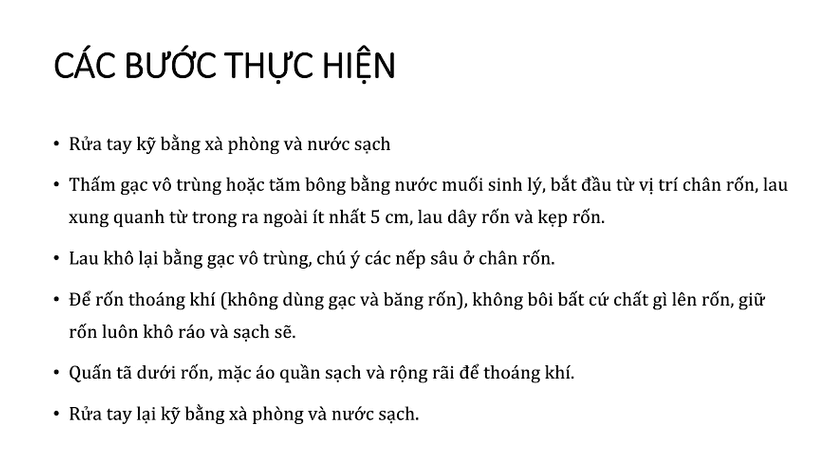 CÁC BƯỚC THỰC HIỆN
• Rửa tay kỹ bằng xà phòng và nước sạch
• Thấm gạc vô trùng hoặc tăm bông bằng nước muối sinh lý, bắt đầu từ vị trí chân rốn, lau
xung quanh từ trong ra ngoài ít nhất 5 cm, lau dây rốn và kẹp rốn.
• Lau khô lại bằng gạc vô trùng, chú ý các nếp sâu ở chân rốn.
• Để rốn thoáng khí (không dùng gạc và băng rốn), không bôi bất cứ chất gì lên rốn, giữ
rốn luôn khô ráo và sạch sẽ.
• Quấn tã dưới rốn, mặc áo quần sạch và rộng rãi để thoáng khí.
• Rửa tay lại kỹ bằng xà phòng và nước sạch.